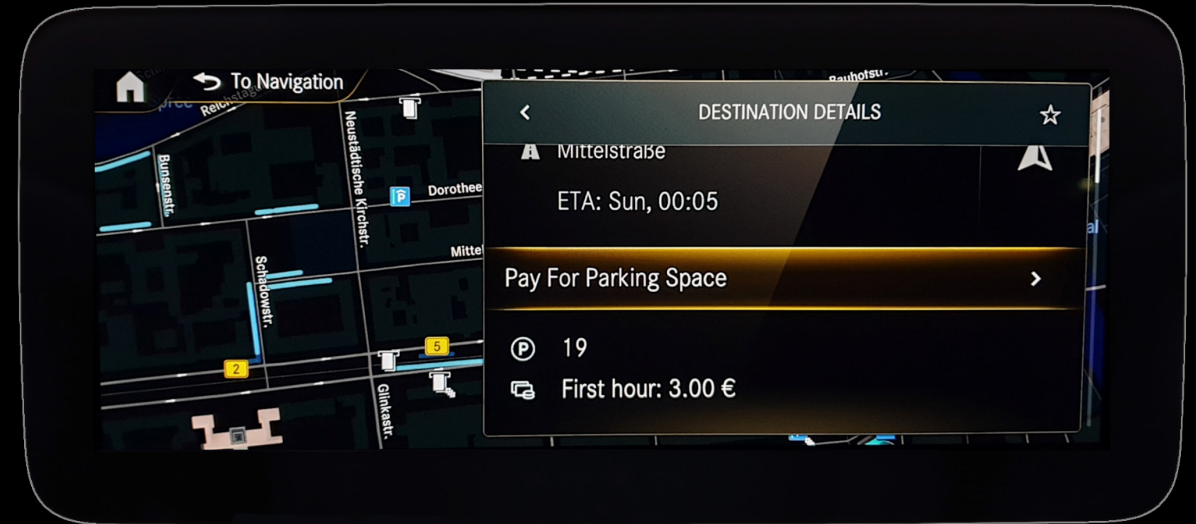 To Navigation
DESTINATION DETAILS
Mittelstraße
ETA: Sun, 00:05
Pay For Parking Space
P 19
First hour: 3.00 €
Bauhofstr.
Neustädtische Kirchstr.
Bunsenstr.
P
Dorothee
Mittel
Schadowstr.
5
2
Glinkastr.